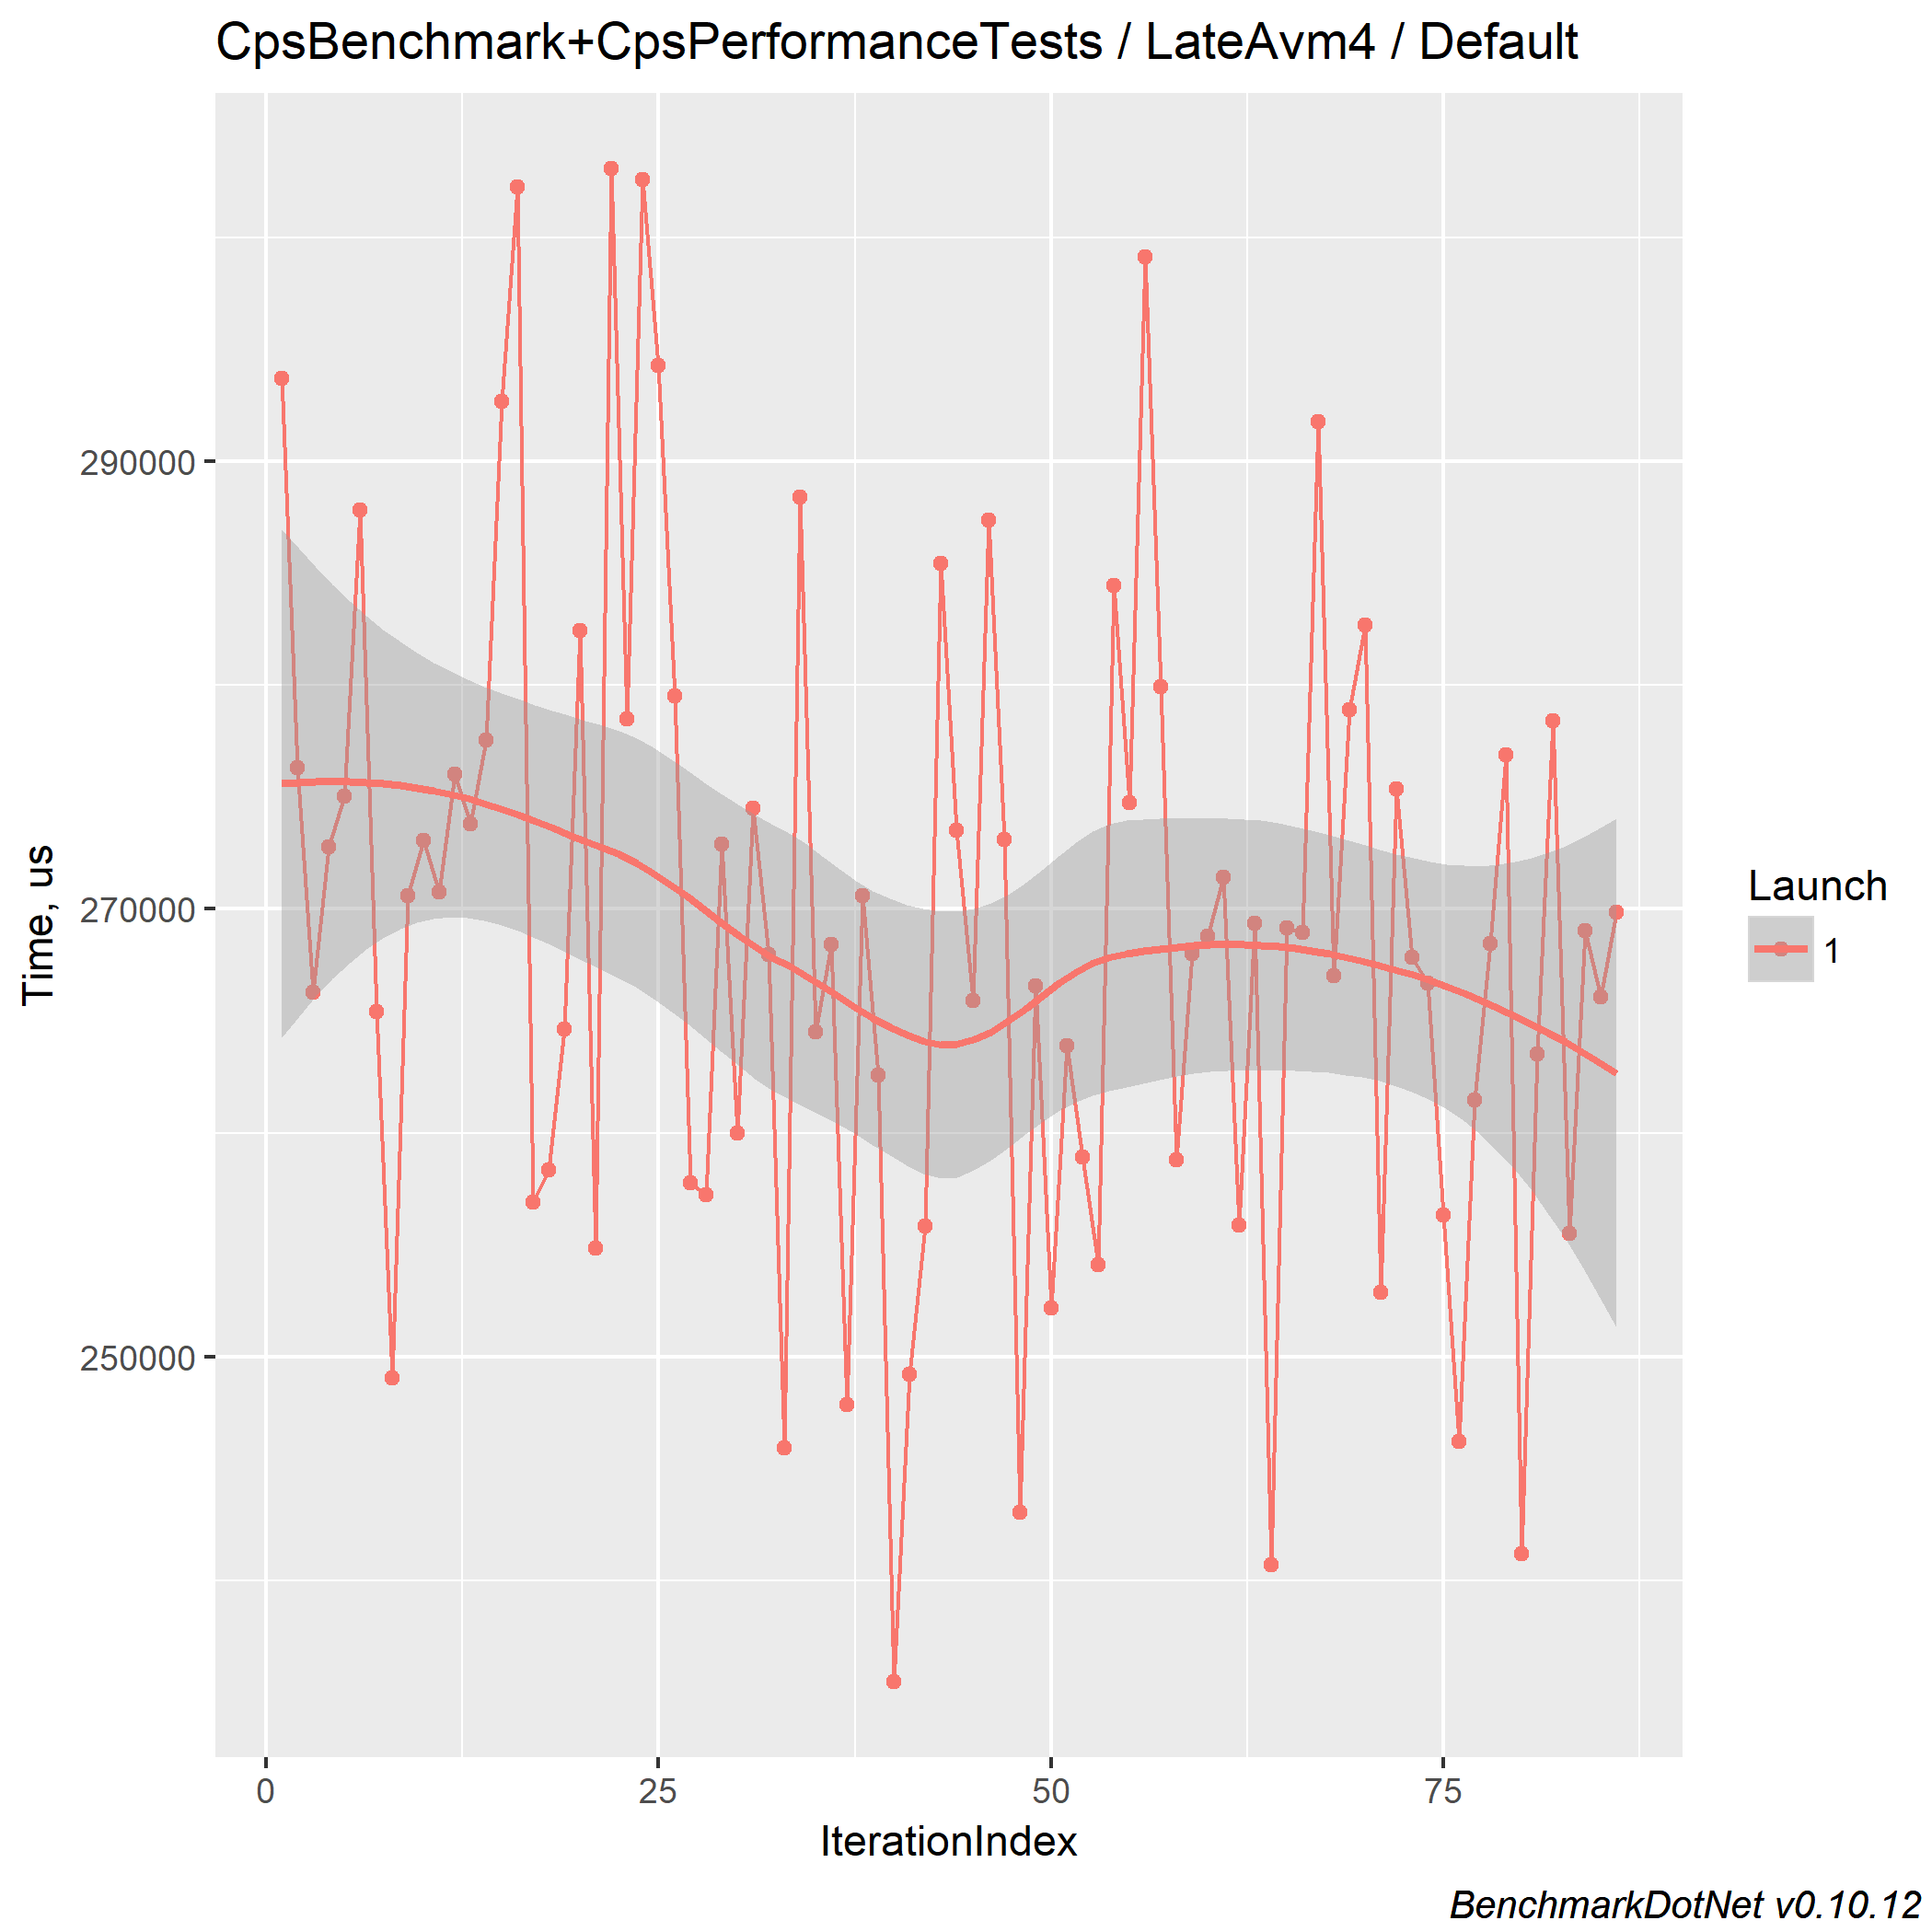 CpsBenchmark+CpsPerformanceTests / LateAvm4 / Default
290000
270000
250000
Time, us
0 25 50 75
IterationIndex
Launch
1
BenchmarkDotNet v0.10.12